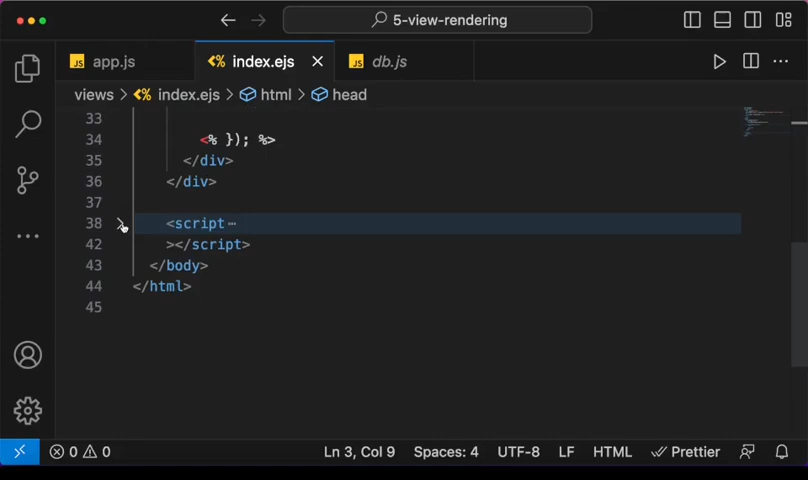 5-view-rendering
JS app.js
<% index.ejs
JS db.js
views > <% index.ejs > html > head
33
34 <% }); %>
35 </div>
36 </div>
37
38 <script ⋯
42 ></script>
43 </body>
44 </html>
45
0 0 Ln 3, Col 9 Spaces: 4 UTF-8 LF HTML Prettier